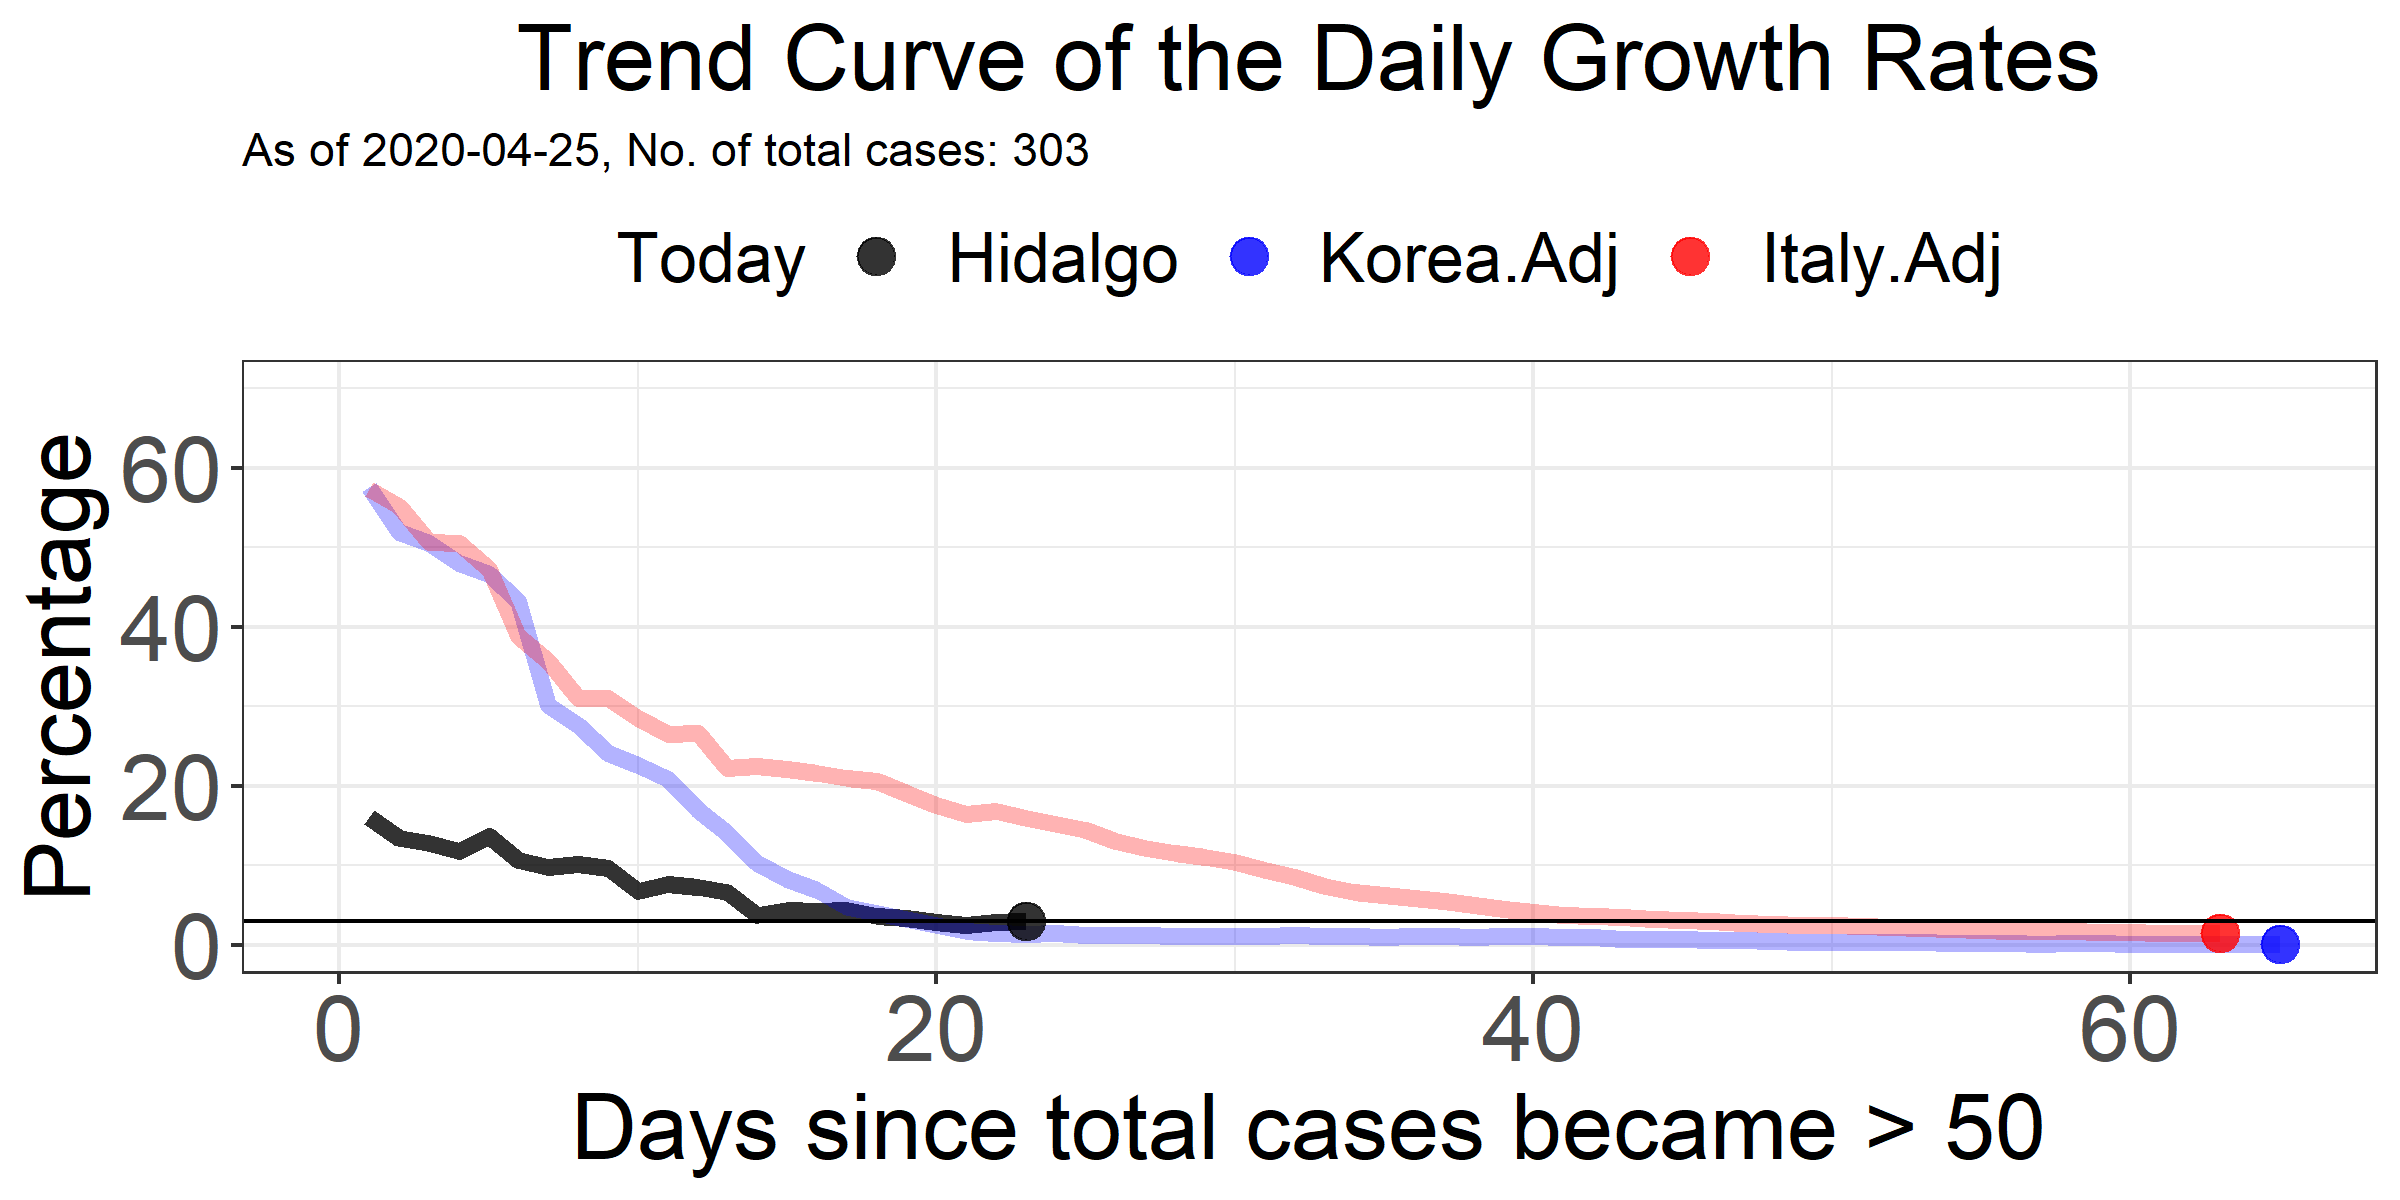 Trend Curve of the Daily Growth Rates
As of 2020-04-25, No. of total cases: 303
Today Hidalgo Korea.Adj Italy.Adj
Percentage
60
40
20
0
0 20 40 60
Days since total cases became > 50